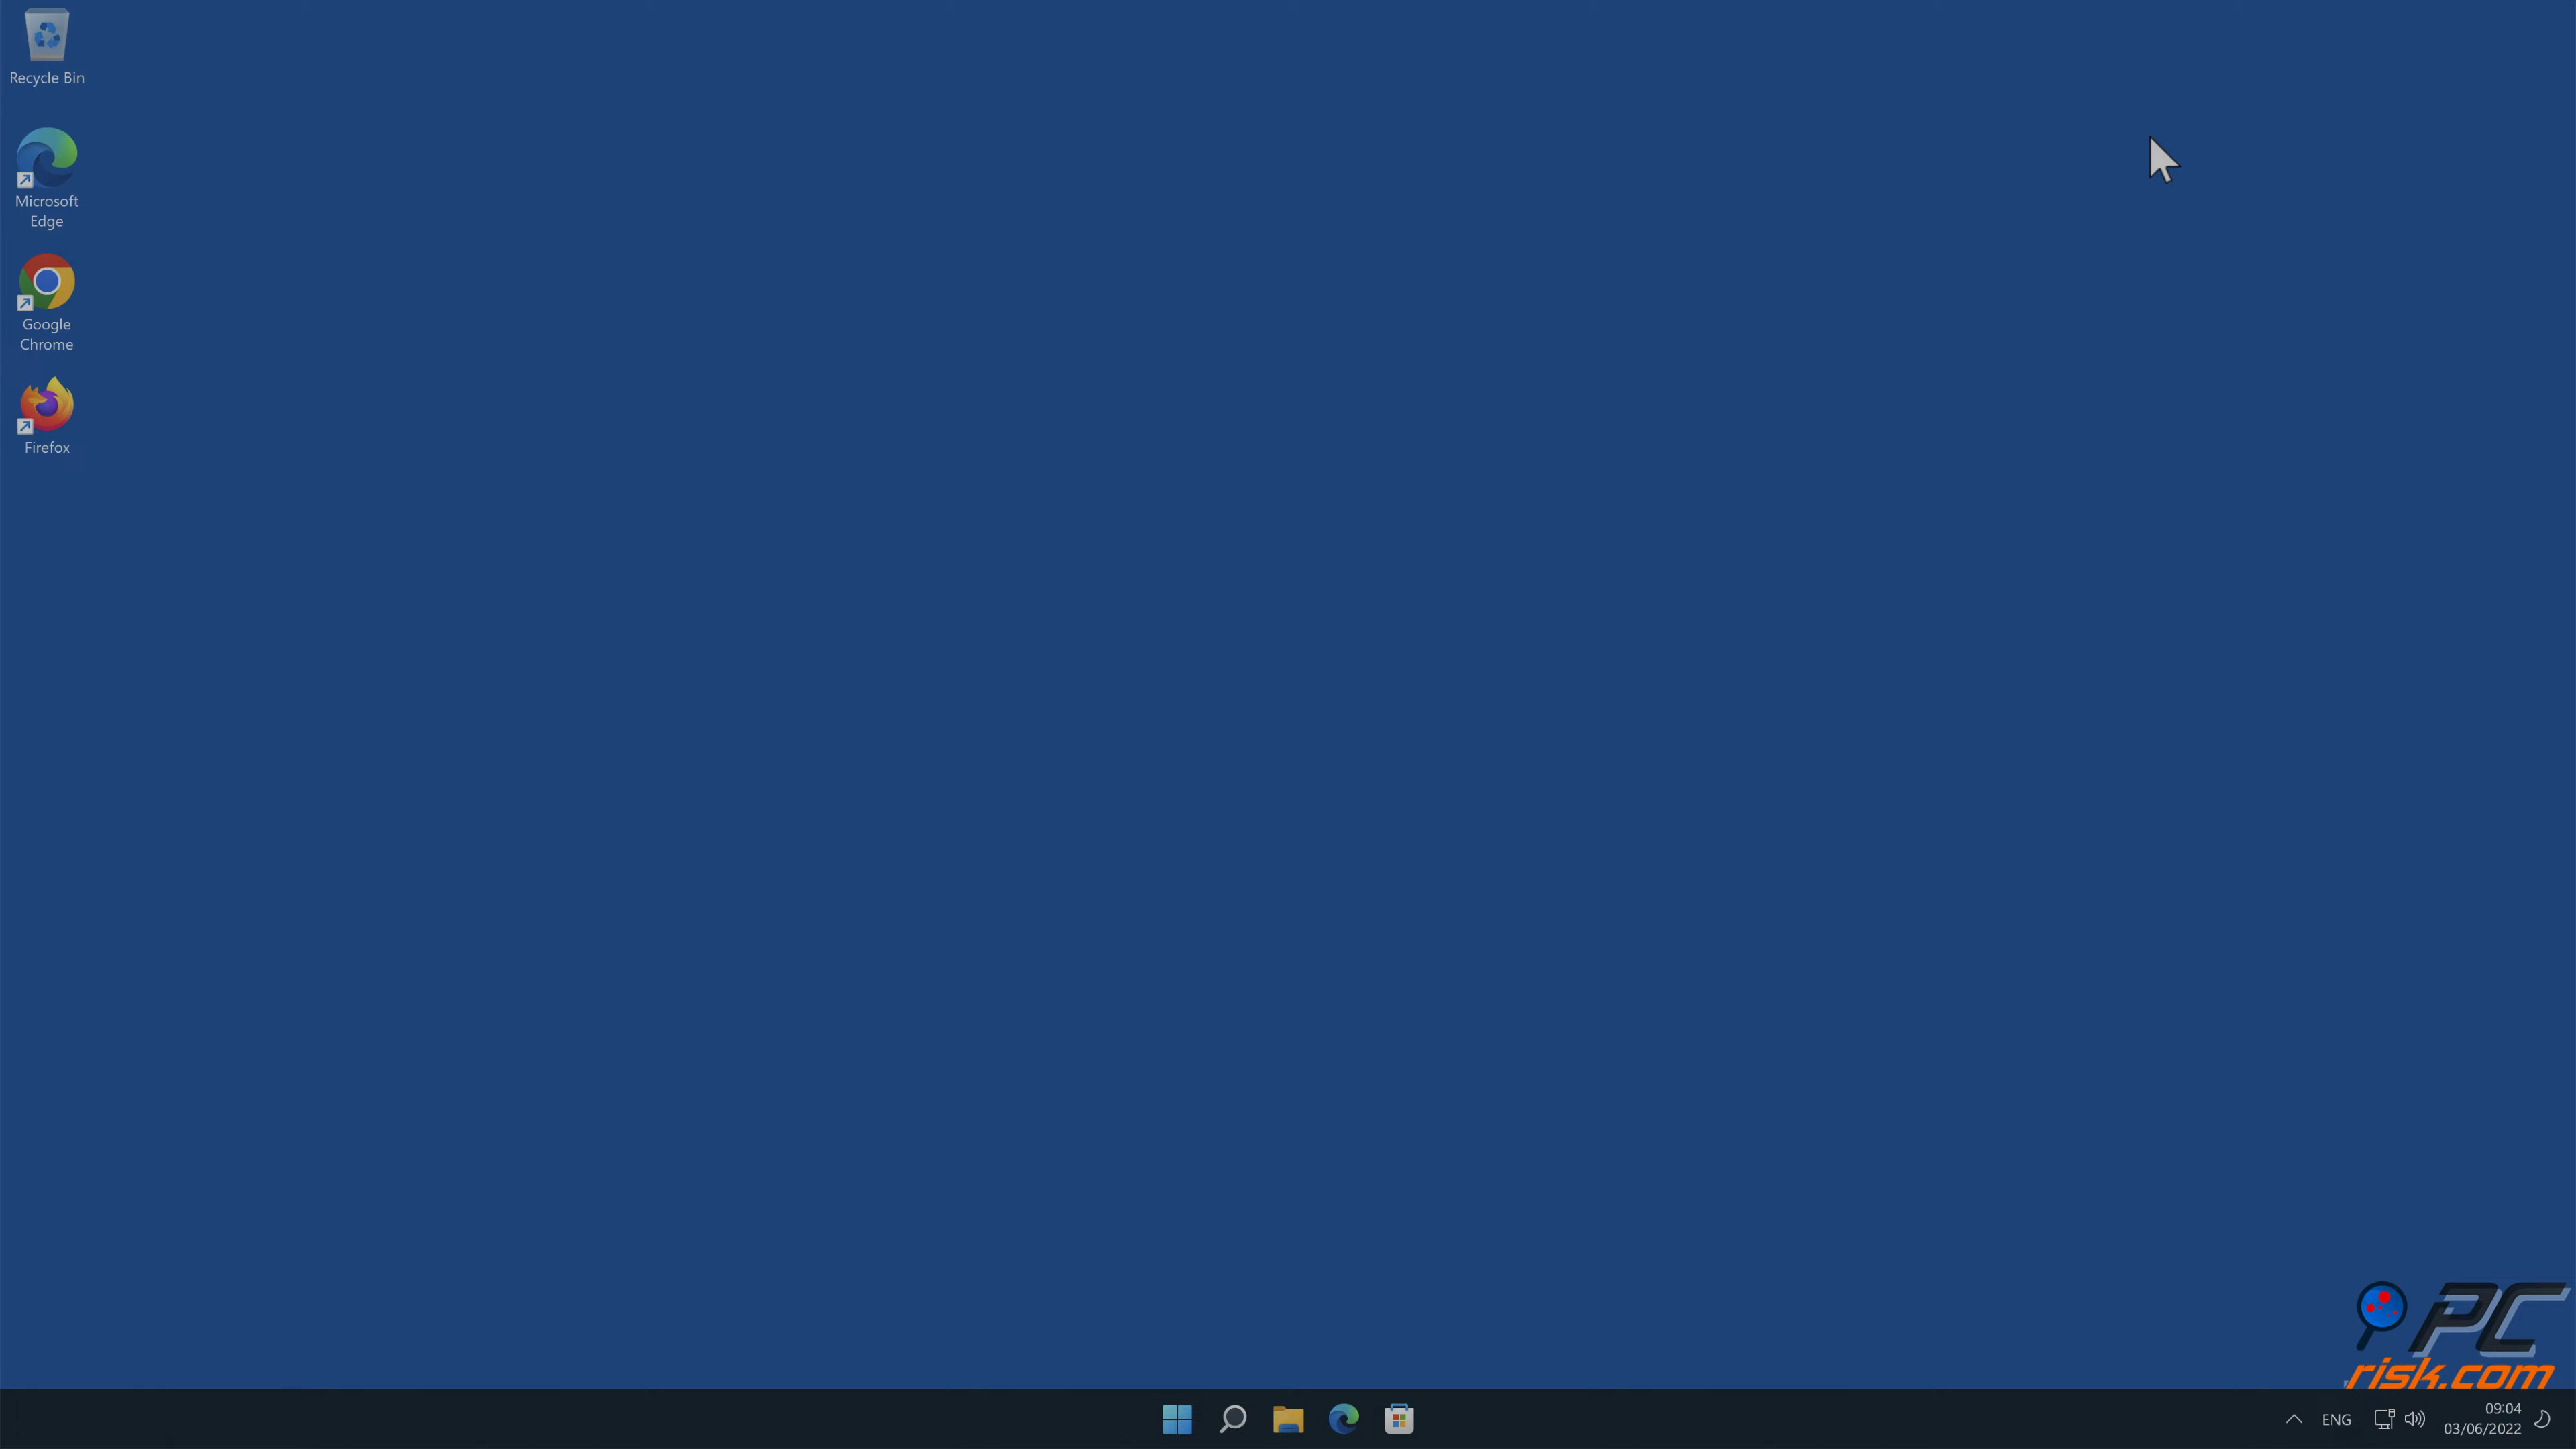 Recycle Bin
Microsoft
Edge
Google
Chrome
Firefox
PC
risk.com
ENG
09:04
03/06/2022